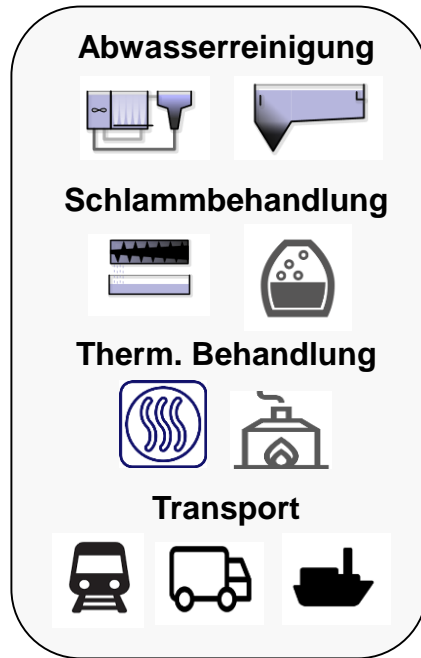 Abwasserreinigung
Schlammbehandlung
Therm. Behandlung
Transport